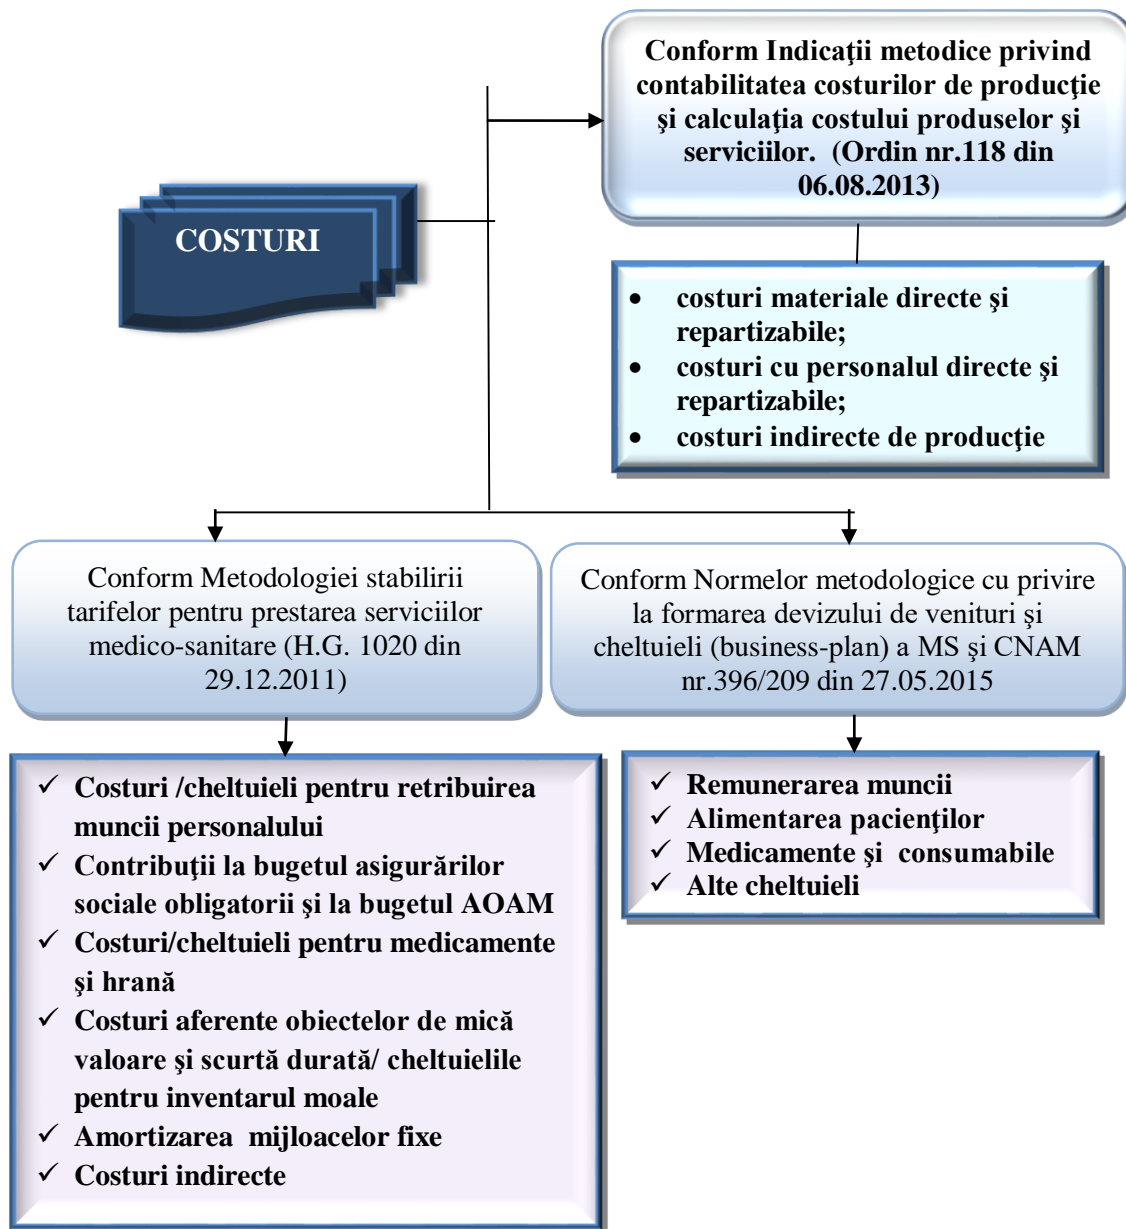 Conform Indicaţii metodice privind
contabilitatea costurilor de producţie
şi calculaţia costului produselor şi
serviciilor. (Ordin nr.118 din
06.08.2013)
COSTURI
• costuri materiale directe şi
repartizabile;
• costuri cu personalul directe şi
repartizabile;
• costuri indirecte de producţie
Conform Metodologiei stabilirii
tarifelor pentru prestarea serviciilor
medico-sanitare (H.G. 1020 din
29.12.2011)
Conform Normelor metodologice cu privire
la formarea devizului de venituri şi
cheltuieli (business-plan) a MS şi CNAM
nr.396/209 din 27.05.2015
✓ Costuri /cheltuieli pentru retribuirea
muncii personalului
✓ Contribuţii la bugetul asigurărilor
sociale obligatorii şi la bugetul AOAM
✓ Costuri/cheltuieli pentru medicamente
şi hrană
✓ Costuri aferente obiectelor de mică
valoare şi scurtă durată/ cheltuielile
pentru inventarul moale
✓ Amortizarea mijloacelor fixe
✓ Costuri indirecte
✓ Remunerarea muncii
✓ Alimentarea pacienţilor
✓ Medicamente şi consumabile
✓ Alte cheltuieli